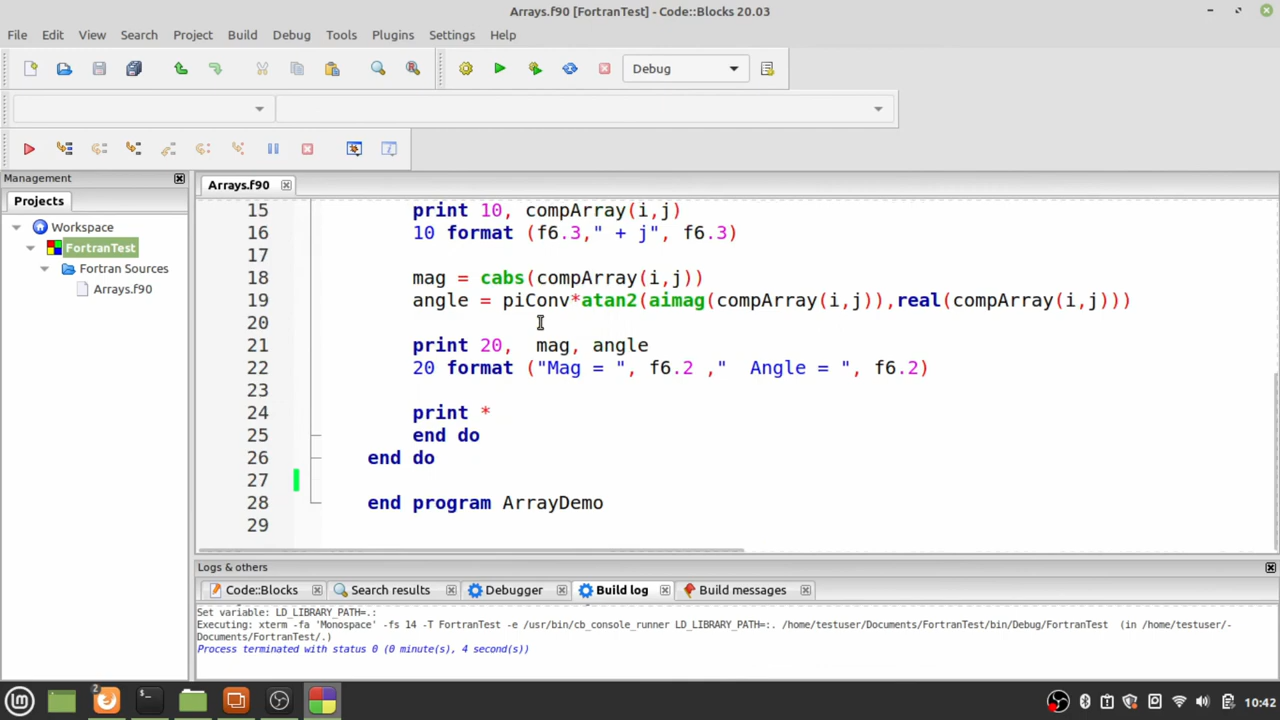 Arrays.f90 [FortranTest] - Code::Blocks 20.03
File Edit View Search Project Build Debug Tools Plugins Settings Help
Debug
Management
Projects
Workspace
FortranTest
Fortran Sources
Arrays.f90
Arrays.f90
15 print 10, compArray(i,j)
16 10 format (f6.3," + j", f6.3)
17
18 mag = cabs(compArray(i,j))
19 angle = piConv*atan2(aimag(compArray(i,j)),real(compArray(i,j)))
20
21 print 20,  mag, angle
22 20 format ("Mag = ", f6.2 ,"  Angle = ", f6.2)
23
24 print *
25 end do
26 end do
27
28 end program ArrayDemo
29
Logs & others
Code::Blocks Search results Debugger Build log Build messages
Set variable: LD_LIBRARY_PATH=.:
Executing: xterm -fa 'Monospace' -fs 14 -T FortranTest -e /usr/bin/cb_console_runner LD_LIBRARY_PATH=:. /home/testuser/Documents/FortranTest/bin/Debug/FortranTest  (in /home/testuser/-
Documents/FortranTest/.)
Process terminated with status 0 (0 minute(s), 4 second(s))
2
10:42